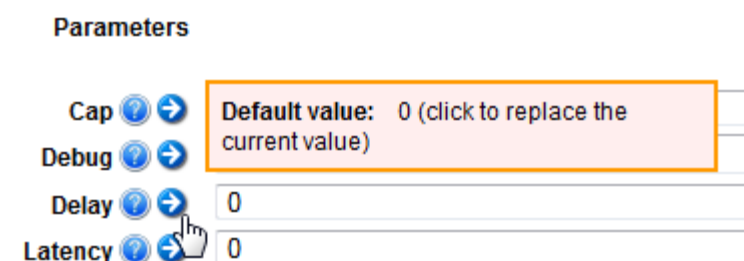 Parameters
Cap
Default value: 0 (click to replace the
current value)
Debug
Delay 0
Latency 0